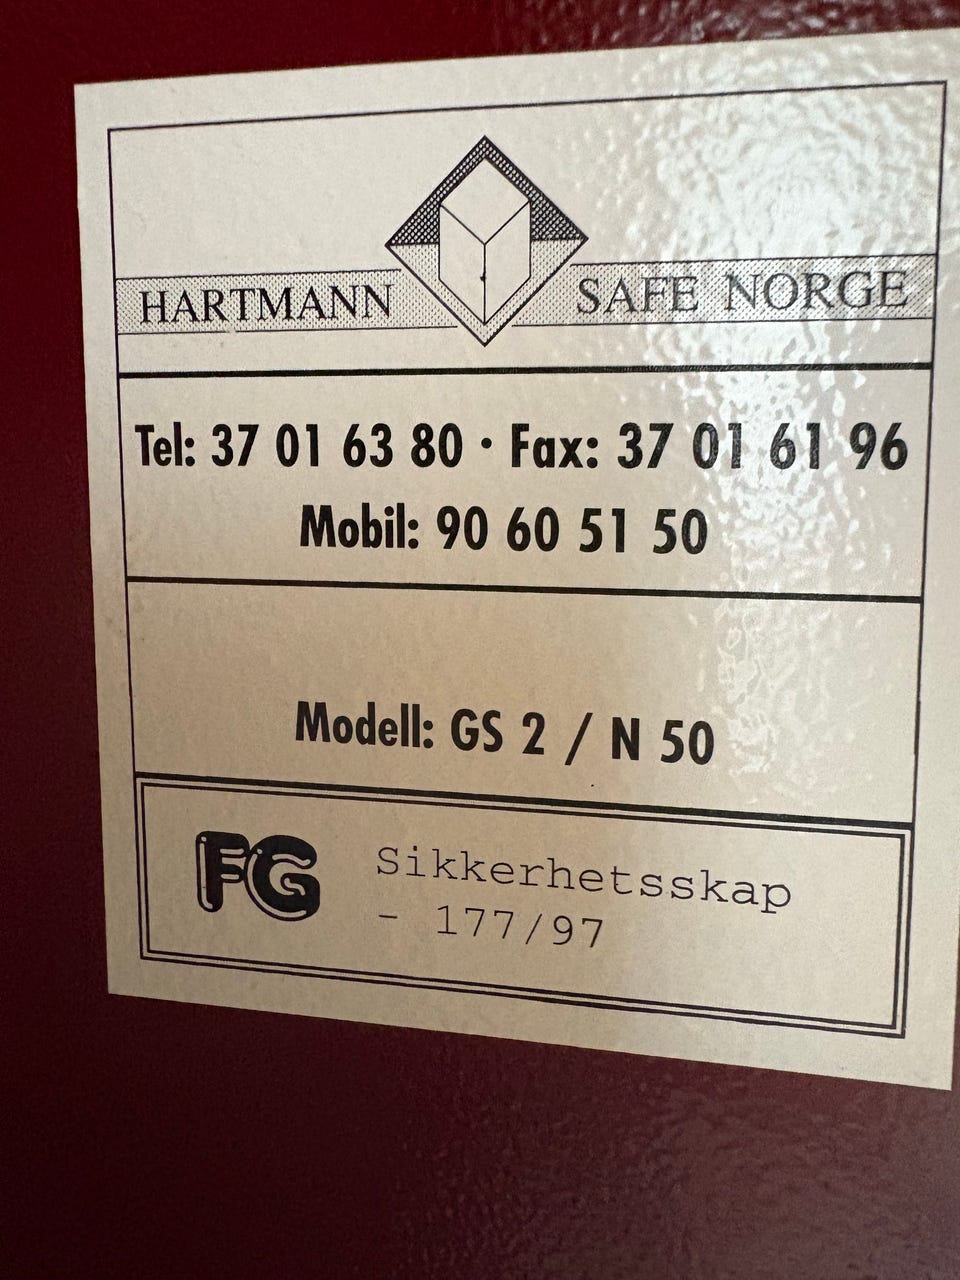 HARTMANN SAFE NORGE
Tel: 37 01 63 80 · Fax: 37 01 61 96
Mobil: 90 60 51 50
Modell: GS 2 / N 50
FG Sikkerhetsskap
- 177/97